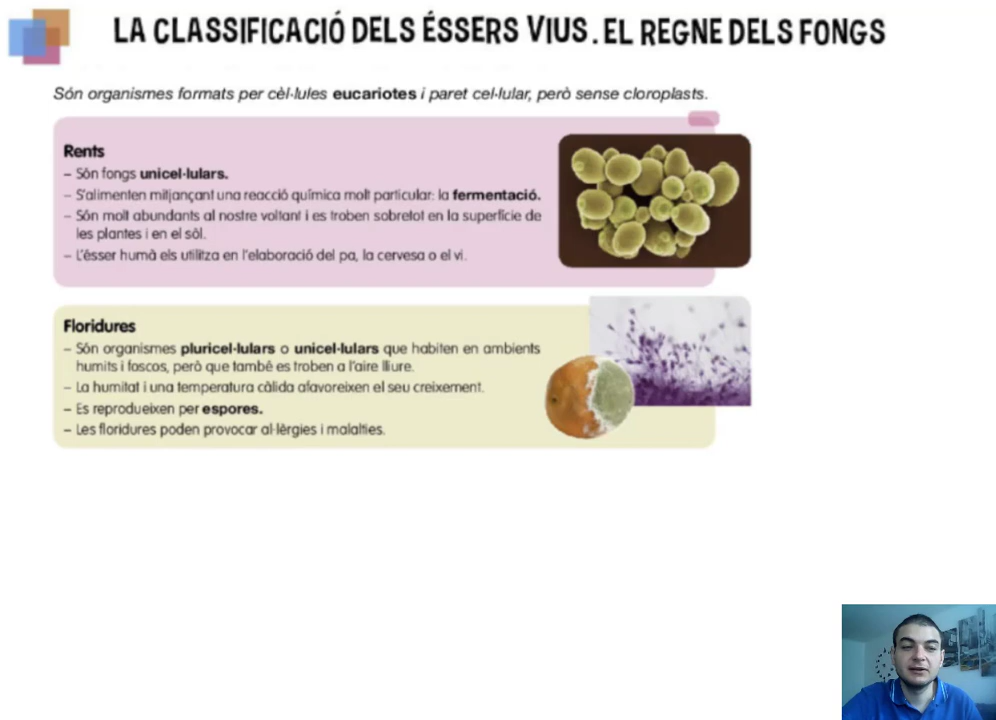 LA CLASSIFICACIÓ DELS ÉSSERS VIUS. EL REGNE DELS FONGS
Són organismes formats per cèl·lules eucariotes i paret cel·lular, però sense cloroplasts.
Rents
– Són fongs unicel·lulars.
– S'alimenten mitjançant una reacció química molt particular: la fermentació.
– Són molt abundants al nostre voltant i es troben sobretot en la superfície de
les plantes i en el sòl.
– L'ésser humà els utilitza en l'elaboració del pa, la cervesa o el vi.
Floridures
– Són organismes pluricel·lulars o unicel·lulars que habiten en ambients
humits i foscos, però que també es troben a l'aire lliure.
– La humitat i una temperatura càlida afavoreixen el seu creixement.
– Es reprodueixen per espores.
– Les floridures poden provocar al·lèrgies i malalties.